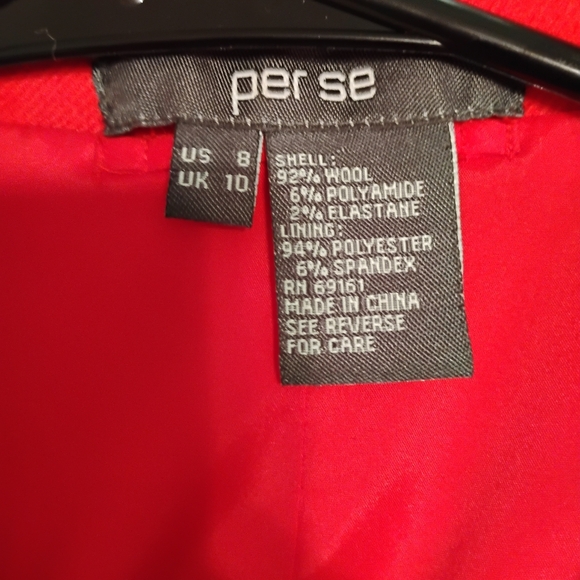 per se
US 8
UK 10
SHELL:
92% WOOL
6% POLYAMIDE
2% ELASTANE
LINING:
94% POLYESTER
6% SPANDEX
RN 69161
MADE IN CHINA
SEE REVERSE
FOR CARE